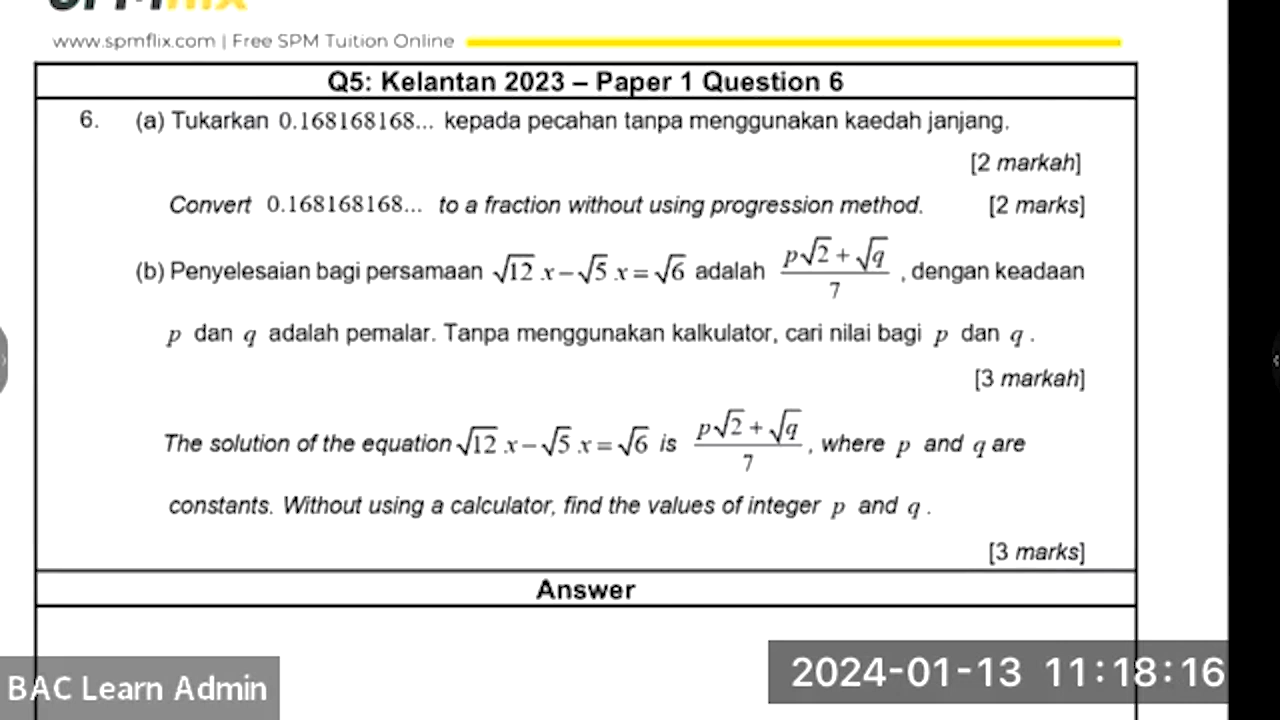 SPMflix
www.spmflix.com | Free SPM Tuition Online
Q5: Kelantan 2023 – Paper 1 Question 6
6. (a) Tukarkan 0.168168168... kepada pecahan tanpa menggunakan kaedah janjang.
[2 markah]
Convert 0.168168168... to a fraction without using progression method. [2 marks]
(b) Penyelesaian bagi persamaan √12 x − √5 x = √6 adalah (p√2 + √q)/7 , dengan keadaan
p dan q adalah pemalar. Tanpa menggunakan kalkulator, cari nilai bagi p dan q .
[3 markah]
The solution of the equation √12 x − √5 x = √6 is (p√2 + √q)/7 , where p and q are
constants. Without using a calculator, find the values of integer p and q .
[3 marks]
Answer
BAC Learn Admin
2024-01-13 11:18:16